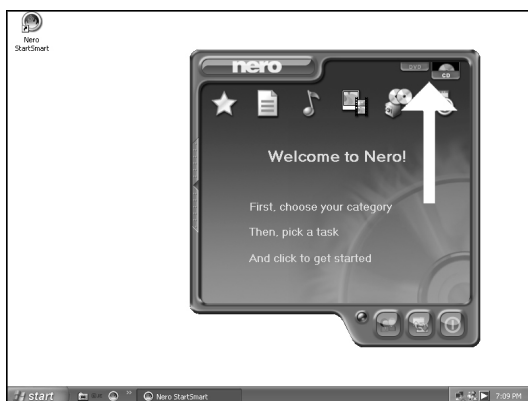 Nero
StartSmart
nero
DVD
CD
Welcome to Nero!
First, choose your category
Then, pick a task
And click to get started
start
Nero StartSmart
7:09 PM